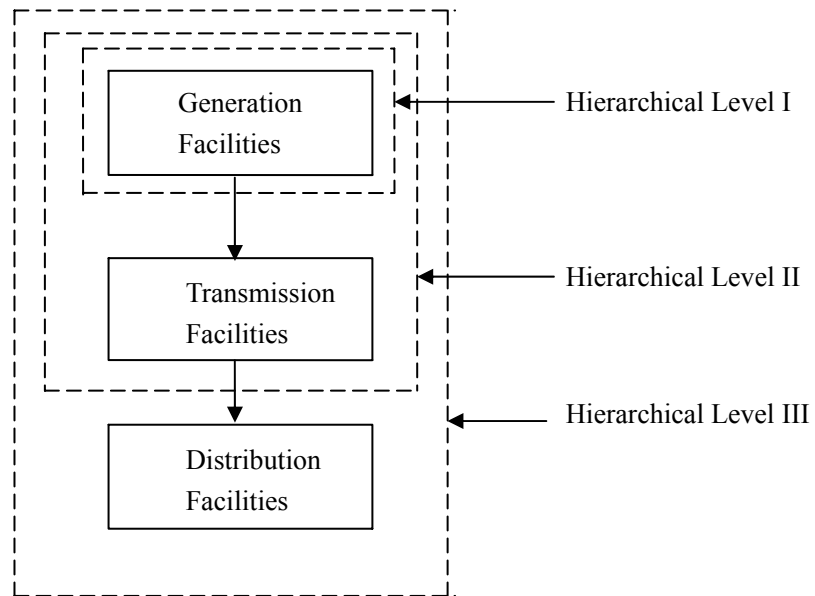 Generation
Facilities
Hierarchical Level I
Transmission
Facilities
Hierarchical Level II
Distribution
Facilities
Hierarchical Level III